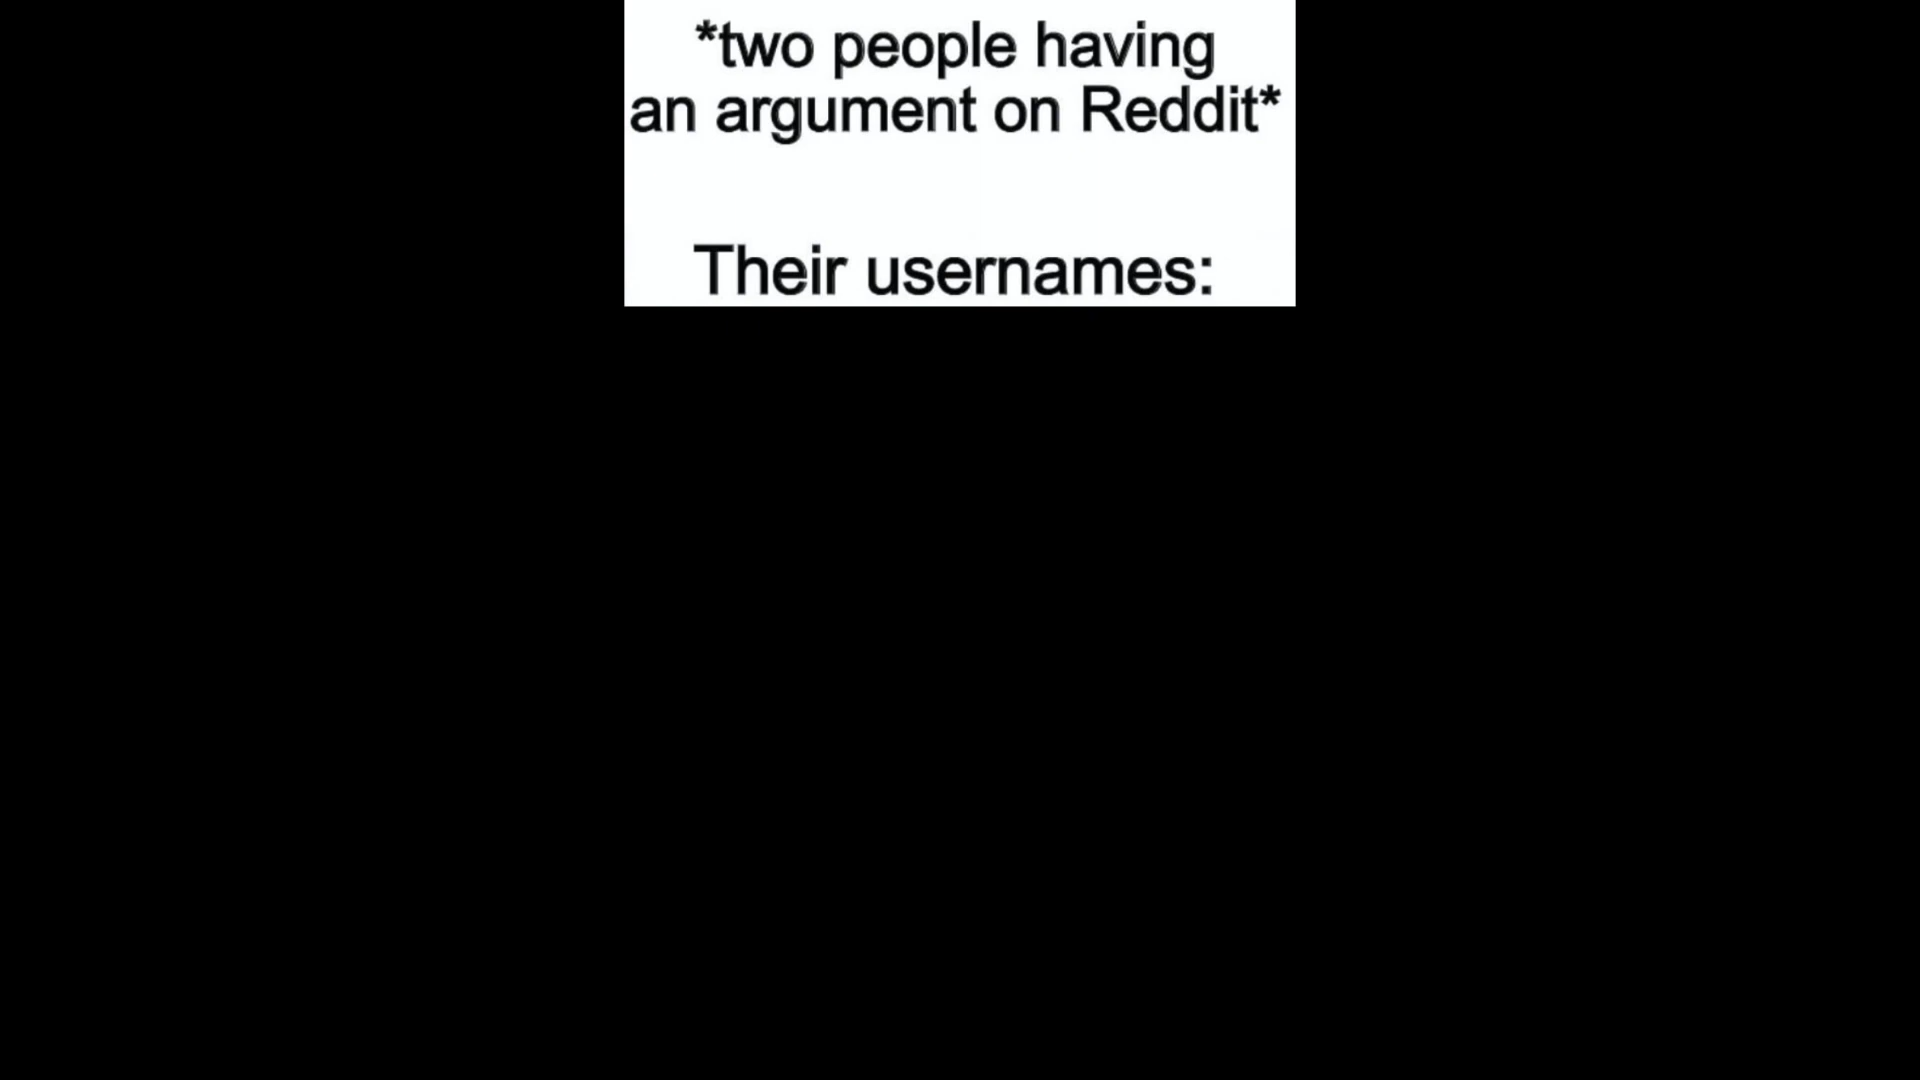 *two people having
an argument on Reddit*
Their usernames: